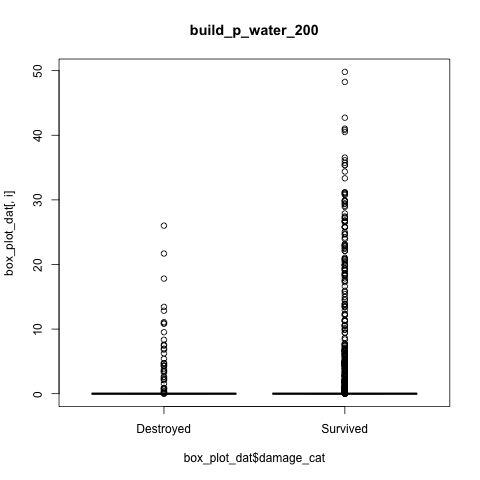 build_p_water_200
box_plot_dat[, i]
50
40
30
20
10
0
Destroyed
Survived
box_plot_dat$damage_cat